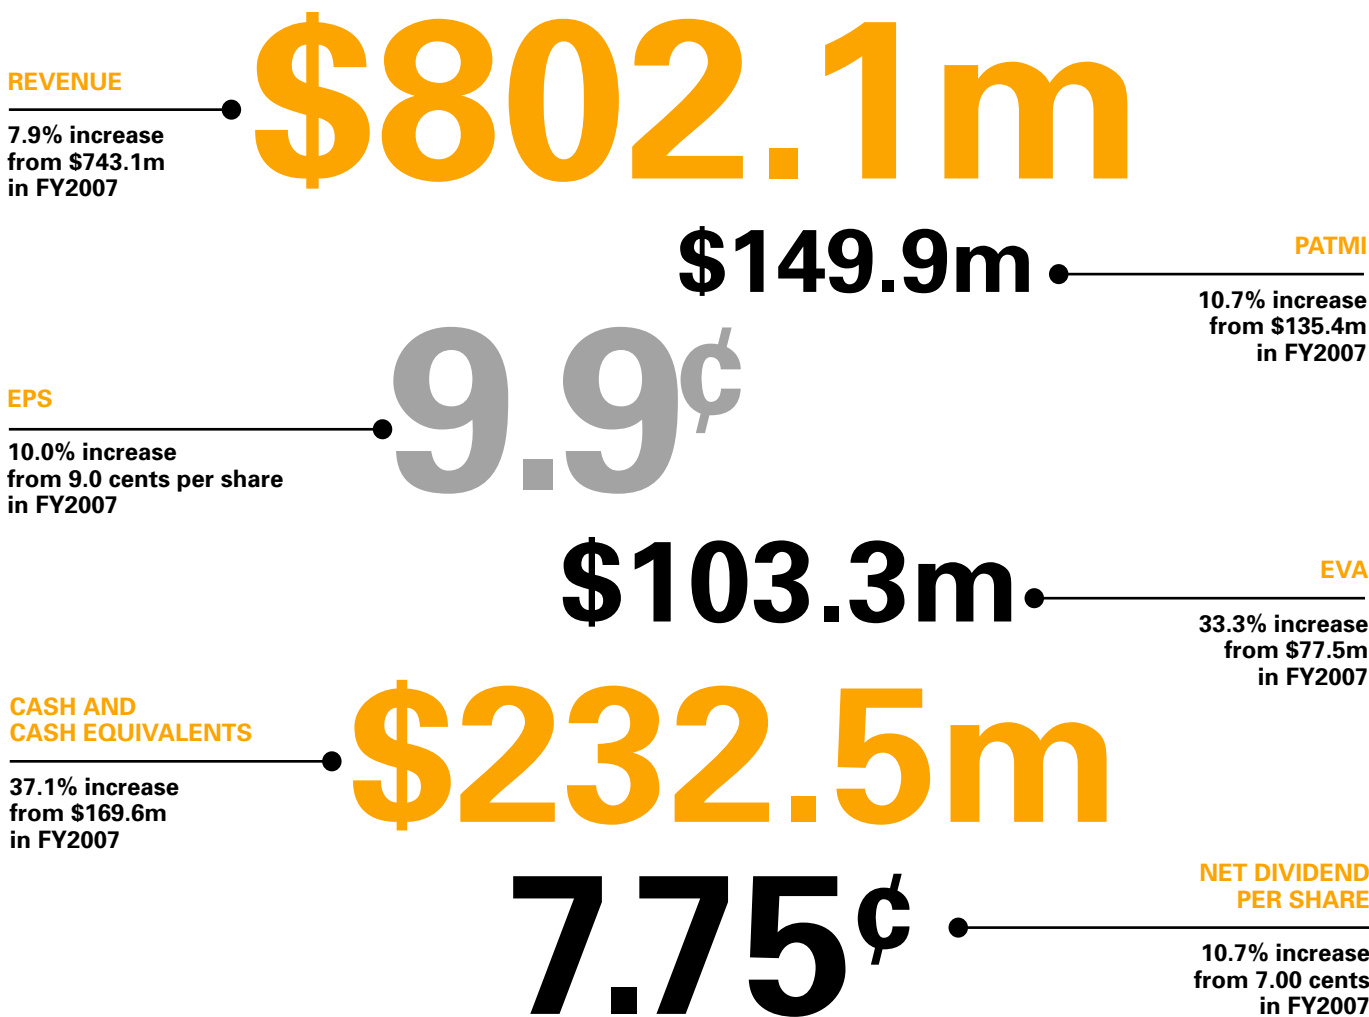 $802.1m
REVENUE
7.9% increase
from $743.1m
in FY2007
$149.9m
PATMI
10.7% increase
from $135.4m
in FY2007
9.9¢
EPS
10.0% increase
from 9.0 cents per share
in FY2007
$103.3m
EVA
33.3% increase
from $77.5m
in FY2007
$232.5m
CASH AND
CASH EQUIVALENTS
37.1% increase
from $169.6m
in FY2007
7.75¢
NET DIVIDEND
PER SHARE
10.7% increase
from 7.00 cents
in FY2007